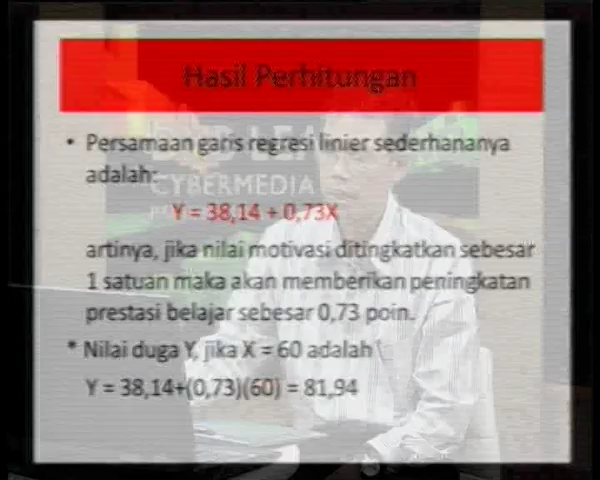 Hasil Perhitungan
• Persamaan garis regresi linier sederhananya
adalah:
CYBERMEDIA
Y = 38,14 + 0,73X
artinya, jika nilai motivasi ditingkatkan sebesar
1 satuan maka akan memberikan peningkatan
prestasi belajar sebesar 0,73 poin.
* Nilai duga Y, jika X = 60 adalah
Y = 38,14+(0,73)(60) = 81,94